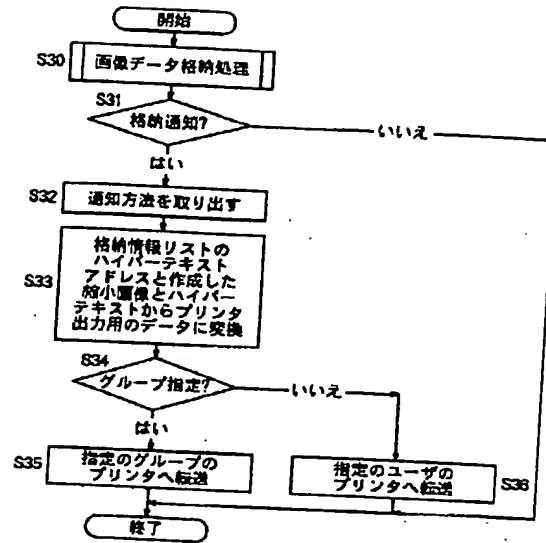 開始
S30
画像データ格納処理
S31
格納通知?
いいえ
はい
S32
通知方法を取り出す
S33
格納情報リストの
ハイパーテキスト
アドレスと作成した
縮小画像とハイパー
テキストからプリンタ
出力用のデータに変換
S34
グループ指定?
いいえ
はい
S35
指定のグループの
プリンタへ転送
指定のユーザの
プリンタへ転送
S36
終了